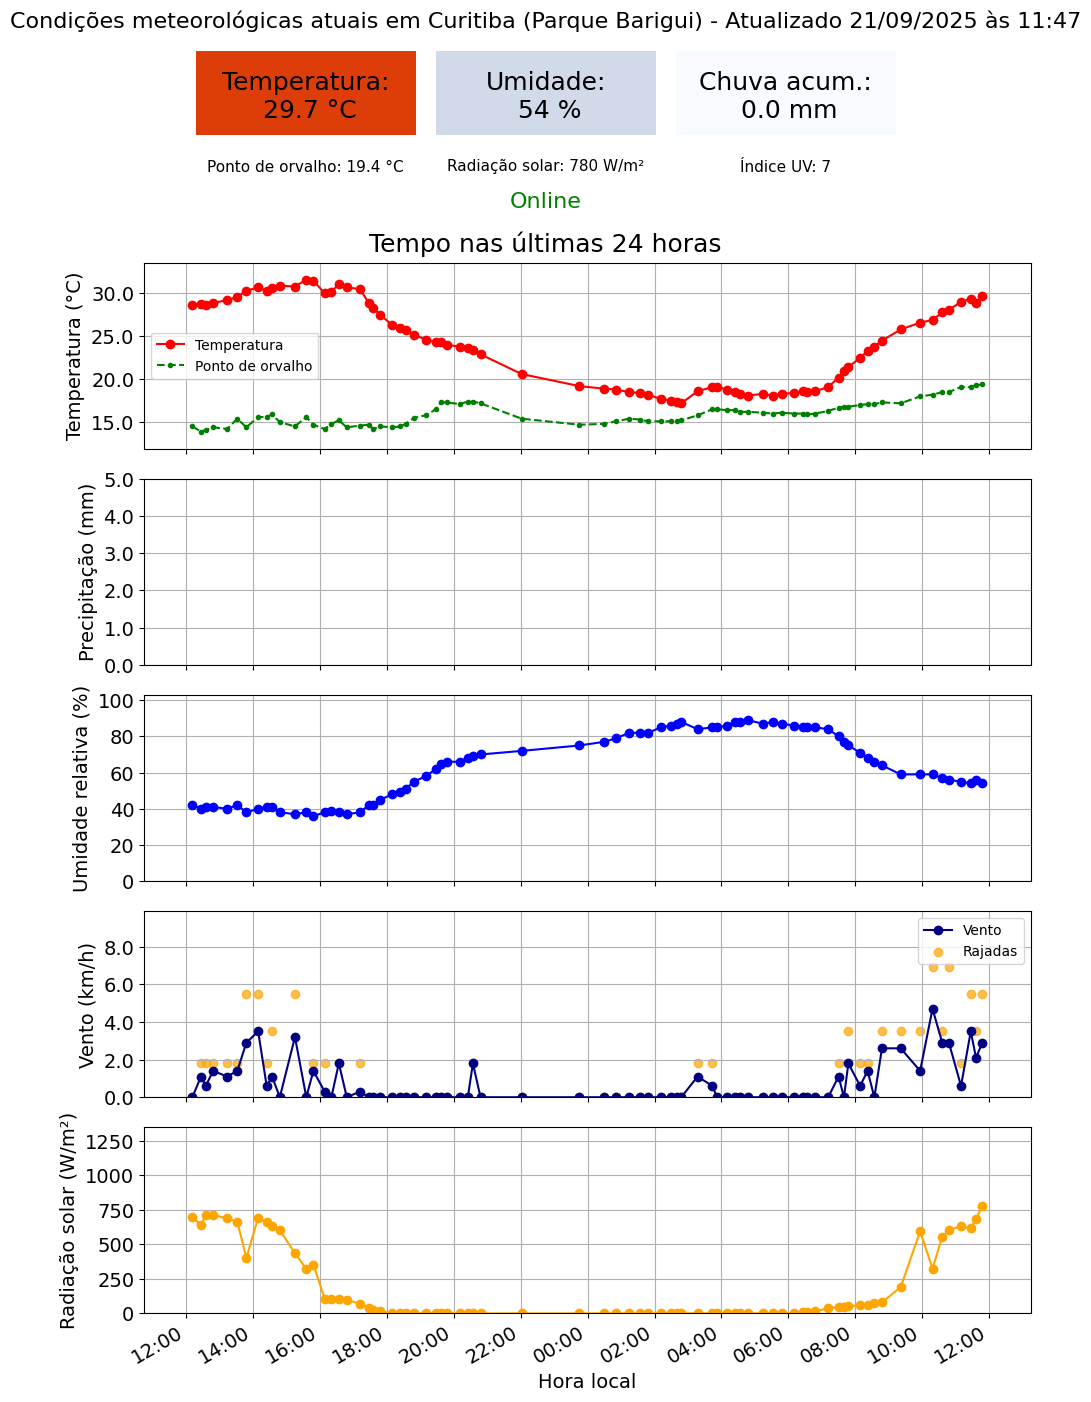 Condições meteorológicas atuais em Curitiba (Parque Barigui) - Atualizado 21/09/2025 às 11:47
Temperatura:
29.7 °C
Umidade:
54 %
Chuva acum.:
0.0 mm
Ponto de orvalho: 19.4 °C
Radiação solar: 780 W/m²
Índice UV: 7
Online
Tempo nas últimas 24 horas
Temperatura (°C)
30.0
25.0
20.0
15.0
Temperatura
Ponto de orvalho
Precipitação (mm)
5.0
4.0
3.0
2.0
1.0
0.0
Umidade relativa (%)
100
80
60
40
20
0
Vento (km/h)
8.0
6.0
4.0
2.0
0.0
Vento
Rajadas
Radiação solar (W/m²)
1250
1000
750
500
250
0
12:00
14:00
16:00
18:00
20:00
22:00
00:00
02:00
04:00
06:00
08:00
10:00
12:00
Hora local